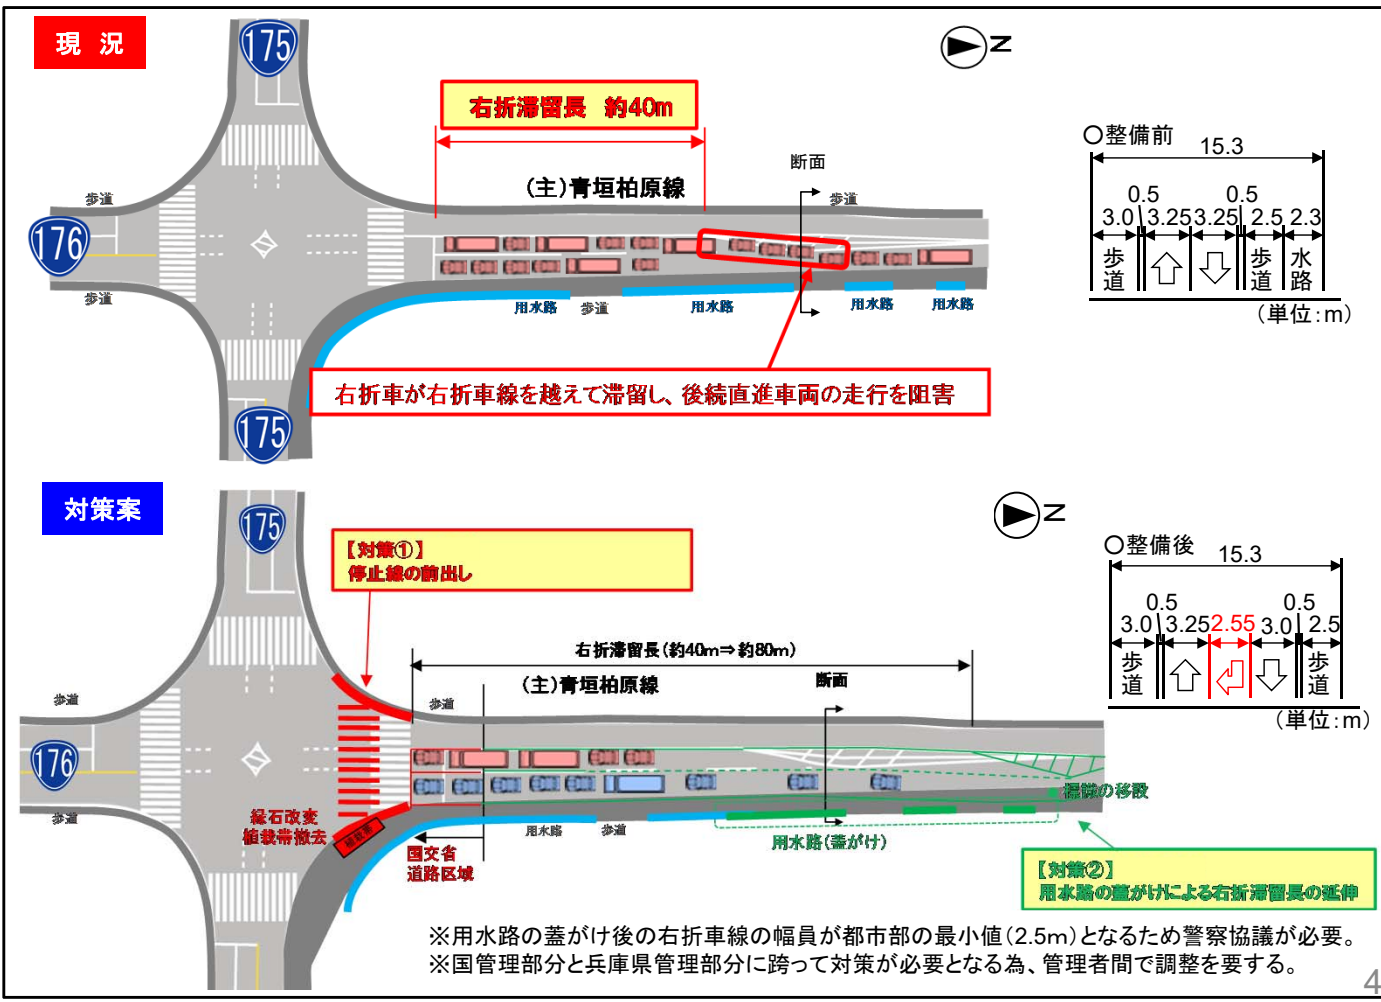 現 況
175
N
右折滞留長 約40m
断面
(主)青垣柏原線
歩道
歩道
176
歩道
用水路
歩道
用水路
用水路
用水路
右折車が右折車線を越えて滞留し、後続直進車両の走行を阻害
175
○整備前
15.3
0.5
0.5
3.0
3.25
3.25
2.5
2.3
歩道
歩道
水路
(単位:m)
対策案
175
N
【対策①】
停止線の前出し
右折滞留長(約40m⇒約80m)
(主)青垣柏原線
断面
歩道
歩道
176
歩道
縁石改変
植栽帯撤去
植栽帯
国交省
道路区域
用水路
歩道
用水路(蓋がけ)
標識の移設
【対策②】
用水路の蓋がけによる右折滞留長の延伸
○整備後
15.3
0.5
0.5
3.0
3.25
2.55
3.0
2.5
歩道
歩道
(単位:m)
※用水路の蓋がけ後の右折車線の幅員が都市部の最小値(2.5m)となるため警察協議が必要。
※国管理部分と兵庫県管理部分に跨って対策が必要となる為、管理者間で調整を要する。
4